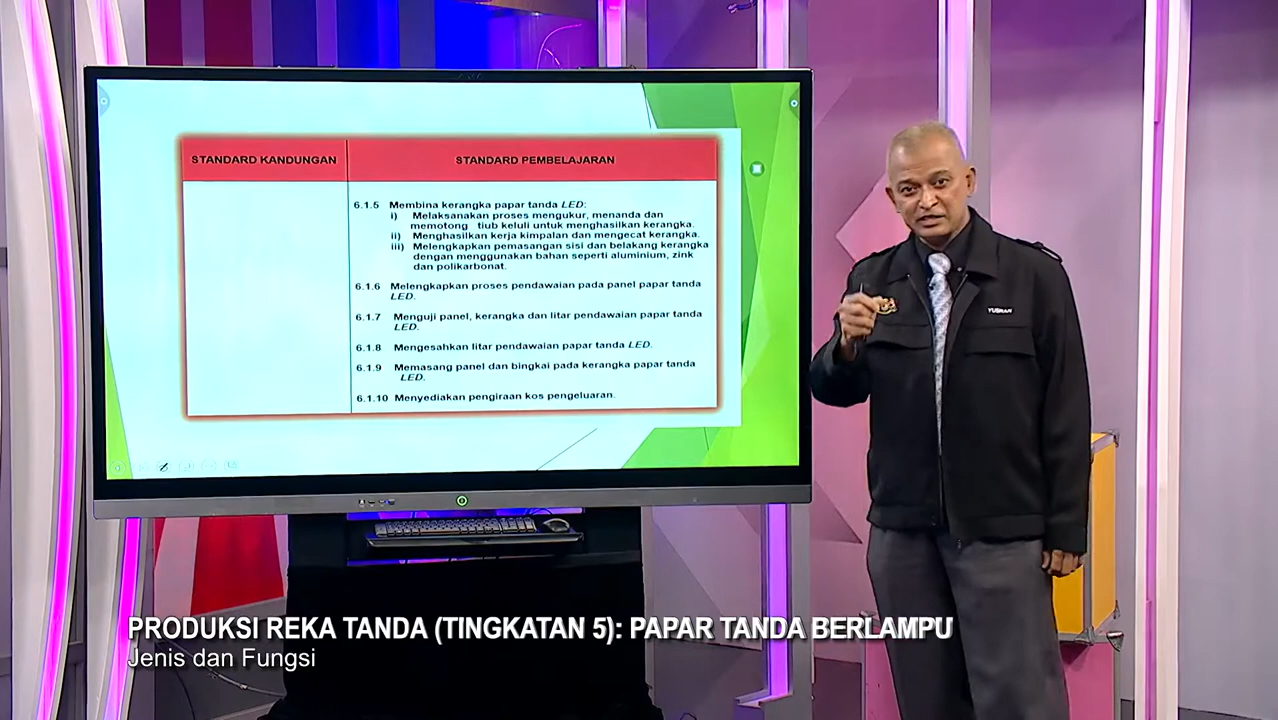 STANDARD KANDUNGAN
STANDARD PEMBELAJARAN
6.1.5 Membina kerangka papar tanda LED:
i) Melaksanakan proses mengukur, menanda dan
memotong tiub keluli untuk menghasilkan kerangka.
ii) Menghasilkan kerja kimpalan dan mengecat kerangka.
iii) Melengkapkan pemasangan sisi dan belakang kerangka
dengan menggunakan bahan seperti aluminium, zink
dan polikarbonat.
6.1.6 Melengkapkan proses pendawaian pada panel papar tanda
LED.
6.1.7 Menguji panel, kerangka dan litar pendawaian papar tanda
LED.
6.1.8 Mengesahkan litar pendawaian papar tanda LED.
6.1.9 Memasang panel dan bingkai pada kerangka papar tanda
LED.
6.1.10 Menyediakan pengiraan kos pengeluaran.
YUSRAN
PRODUKSI REKA TANDA (TINGKATAN 5): PAPAR TANDA BERLAMPU
Jenis dan Fungsi